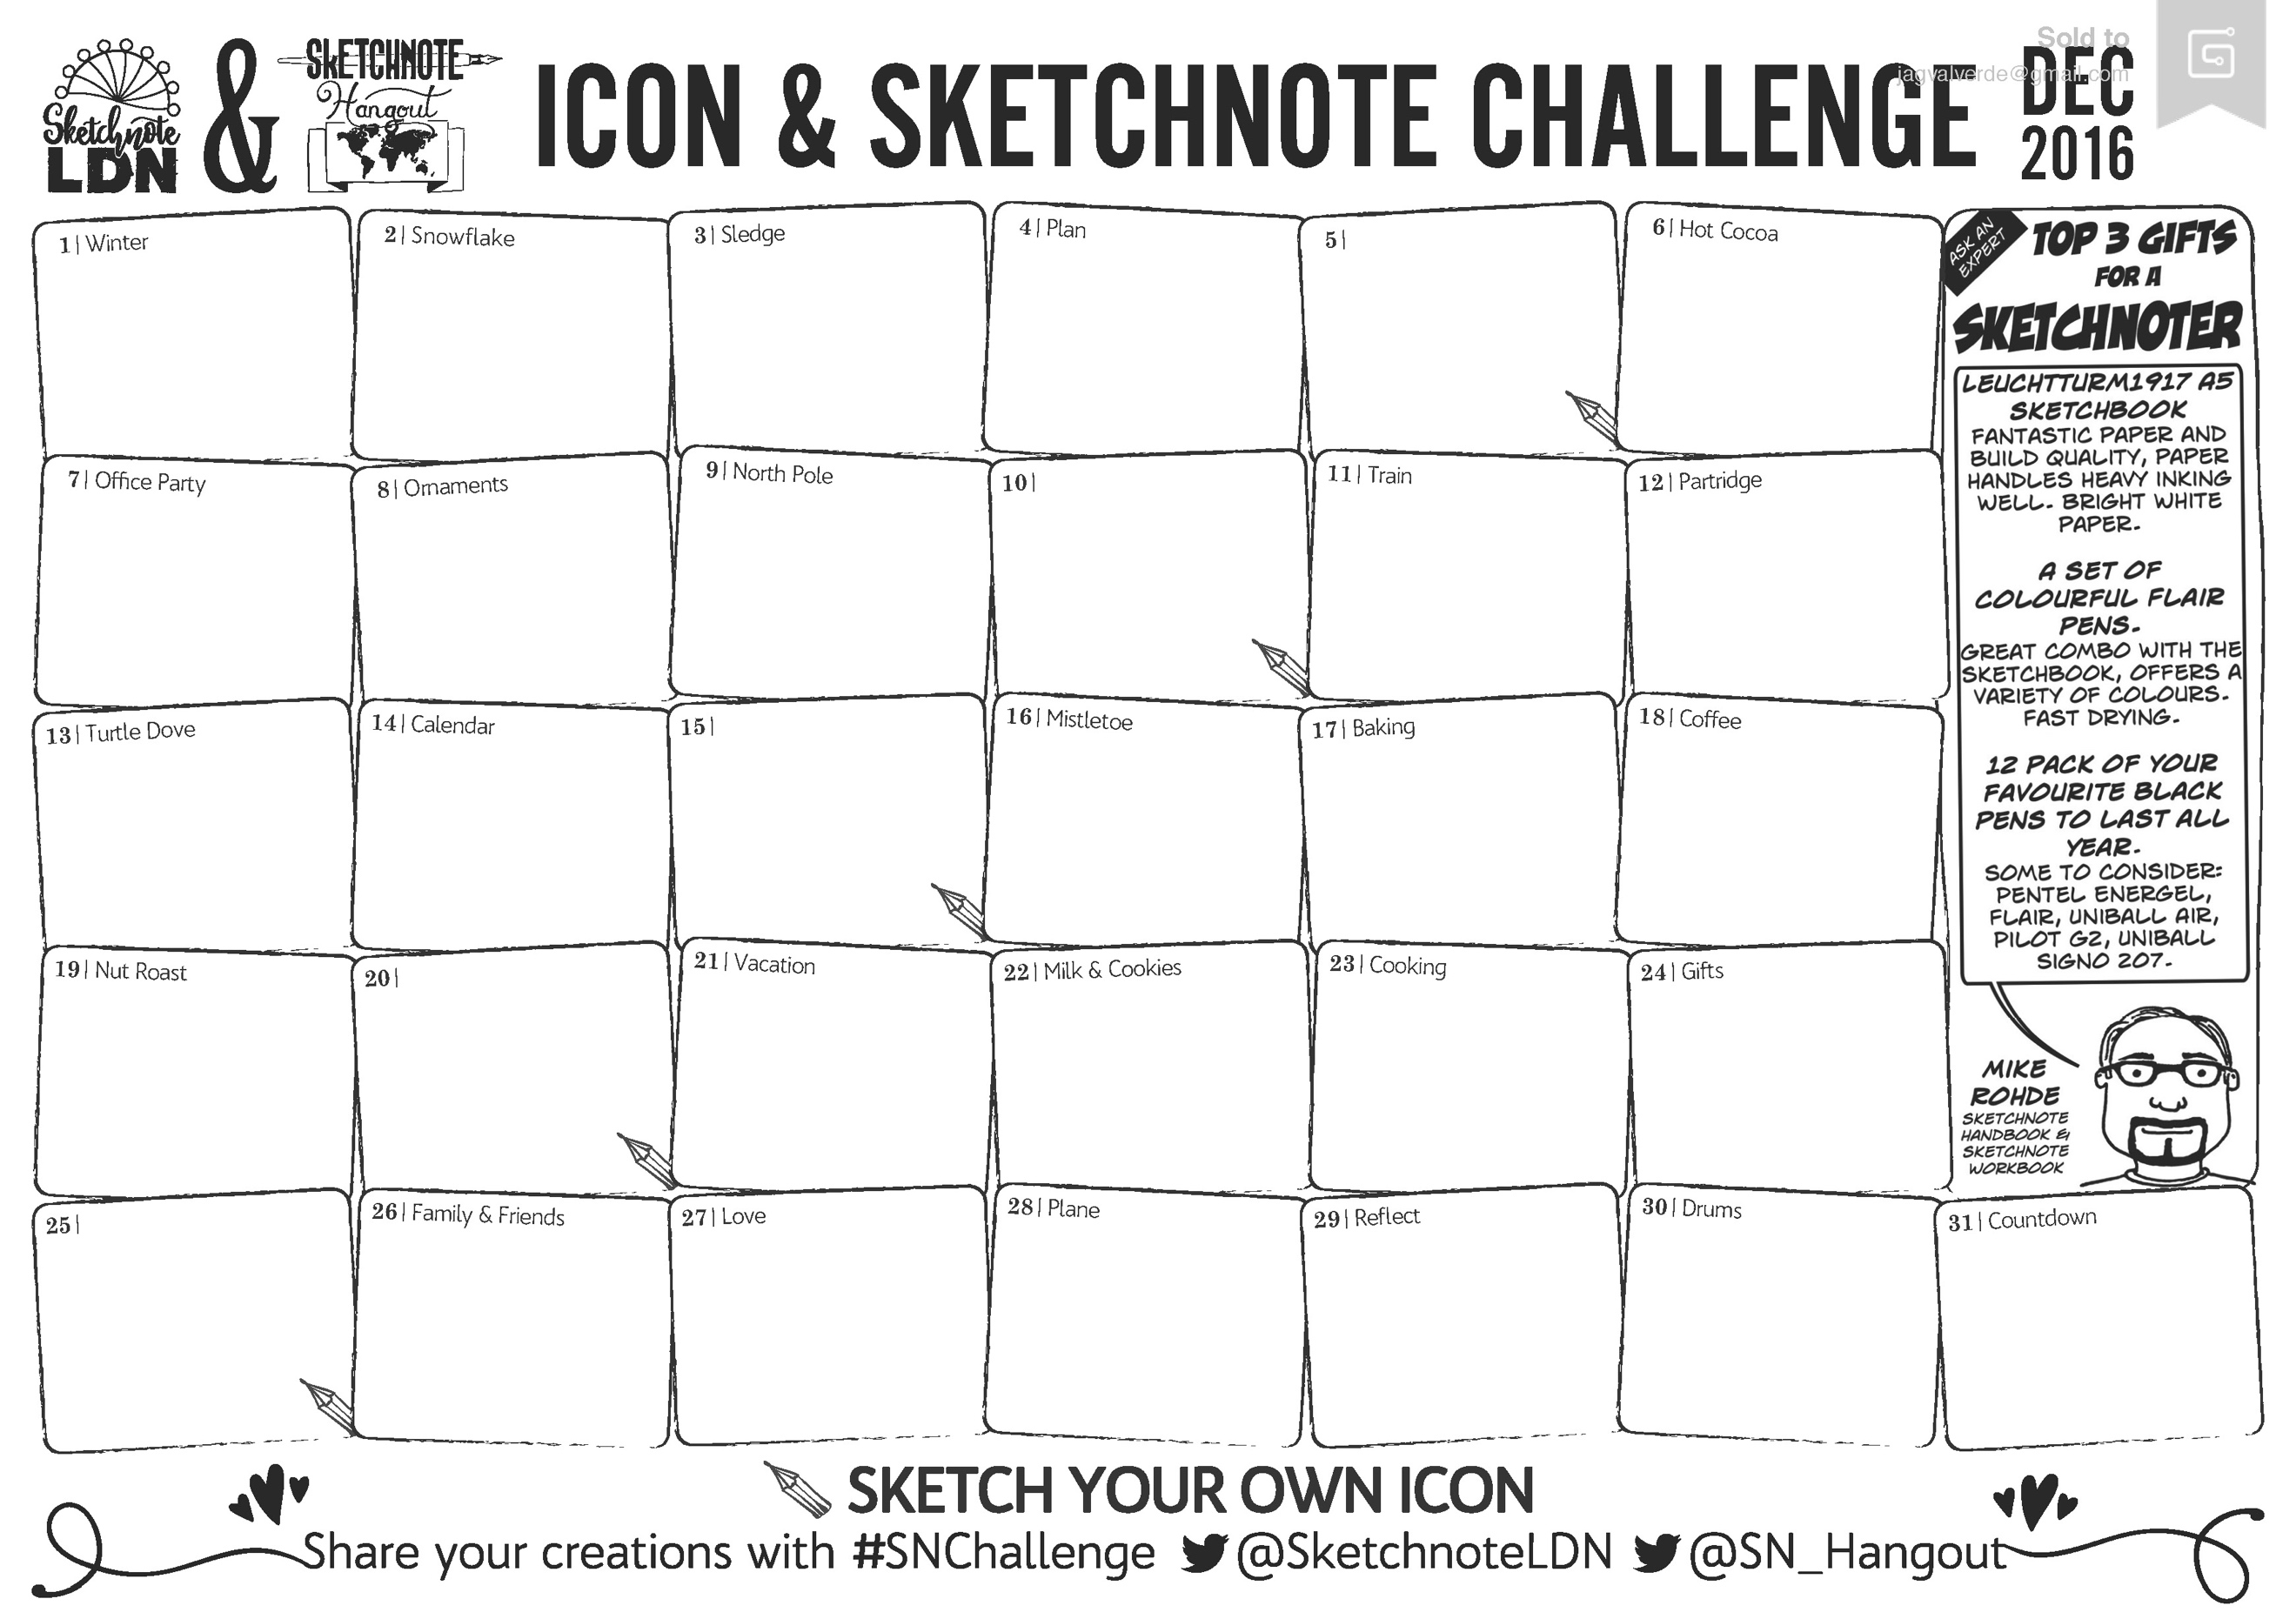 Sketchnote
LDN
&
SKETCHNOTE
Hangout
ICON & SKETCHNOTE CHALLENGE
DEC
2016
Sold to
jagvalverde@gmail.com
1| Winter
2| Snowflake
3| Sledge
4| Plan
5|
6| Hot Cocoa
7| Office Party
8| Ornaments
9| North Pole
10|
11| Train
12| Partridge
13| Turtle Dove
14| Calendar
15|
16| Mistletoe
17| Baking
18| Coffee
19| Nut Roast
20|
21| Vacation
22| Milk & Cookies
23| Cooking
24| Gifts
25|
26| Family & Friends
27| Love
28| Plane
29| Reflect
30| Drums
31| Countdown
ASK AN
EXPERT
TOP 3 GIFTS
FOR A
SKETCHNOTER
LEUCHTTURM1917 A5
SKETCHBOOK
FANTASTIC PAPER AND
BUILD QUALITY, PAPER
HANDLES HEAVY INKING
WELL. BRIGHT WHITE
PAPER.
A SET OF
COLOURFUL FLAIR
PENS.
GREAT COMBO WITH THE
SKETCHBOOK, OFFERS A
VARIETY OF COLOURS.
FAST DRYING.
12 PACK OF YOUR
FAVOURITE BLACK
PENS TO LAST ALL
YEAR.
SOME TO CONSIDER:
PENTEL ENERGEL,
FLAIR, UNIBALL AIR,
PILOT G2, UNIBALL
SIGNO 207.
MIKE
ROHDE
SKETCHNOTE
HANDBOOK &
SKETCHNOTE
WORKBOOK
SKETCH YOUR OWN ICON
Share your creations with #SNChallenge @SketchnoteLDN @SN_Hangout